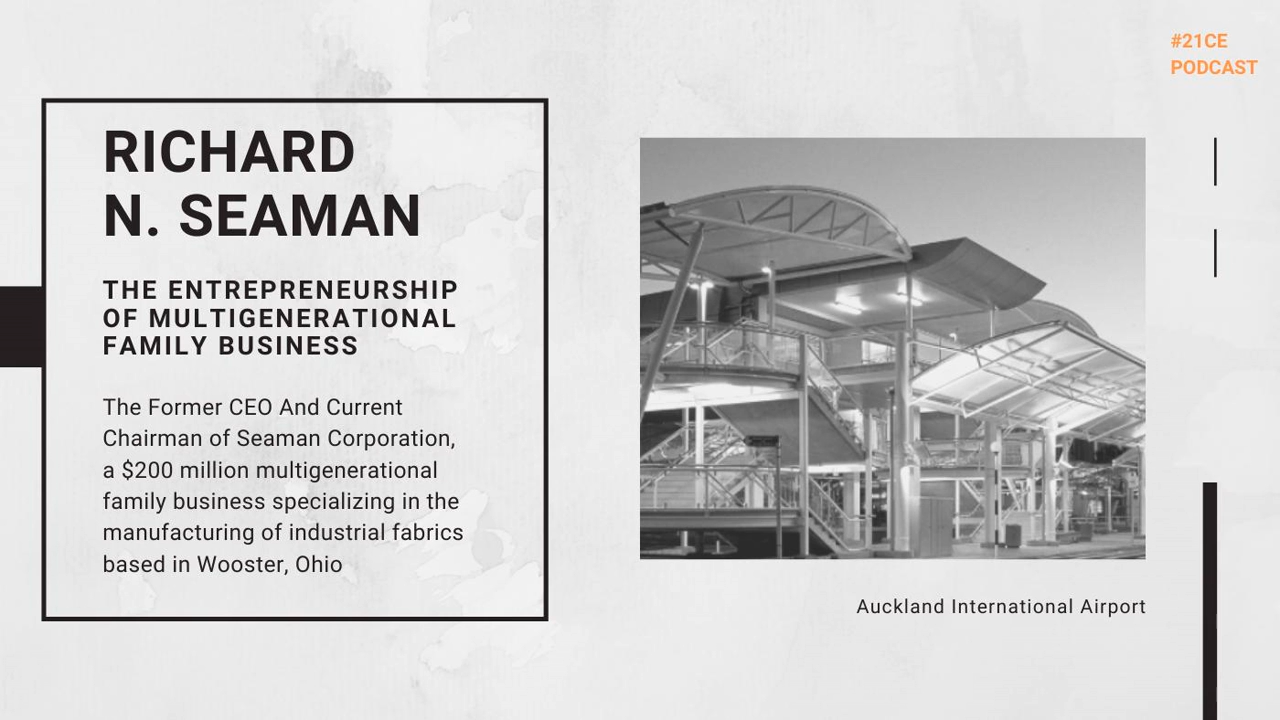 #21CE
PODCAST
RICHARD
N. SEAMAN
THE ENTREPRENEURSHIP
OF MULTIGENERATIONAL
FAMILY BUSINESS
The Former CEO And Current
Chairman of Seaman Corporation,
a $200 million multigenerational
family business specializing in the
manufacturing of industrial fabrics
based in Wooster, Ohio
Auckland International Airport